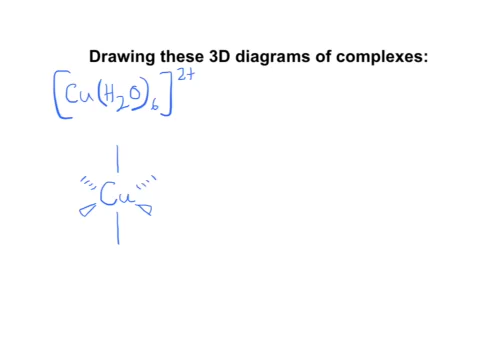 Drawing these 3D diagrams of complexes:
[Cu(H₂O)₆]²⁺
Cu